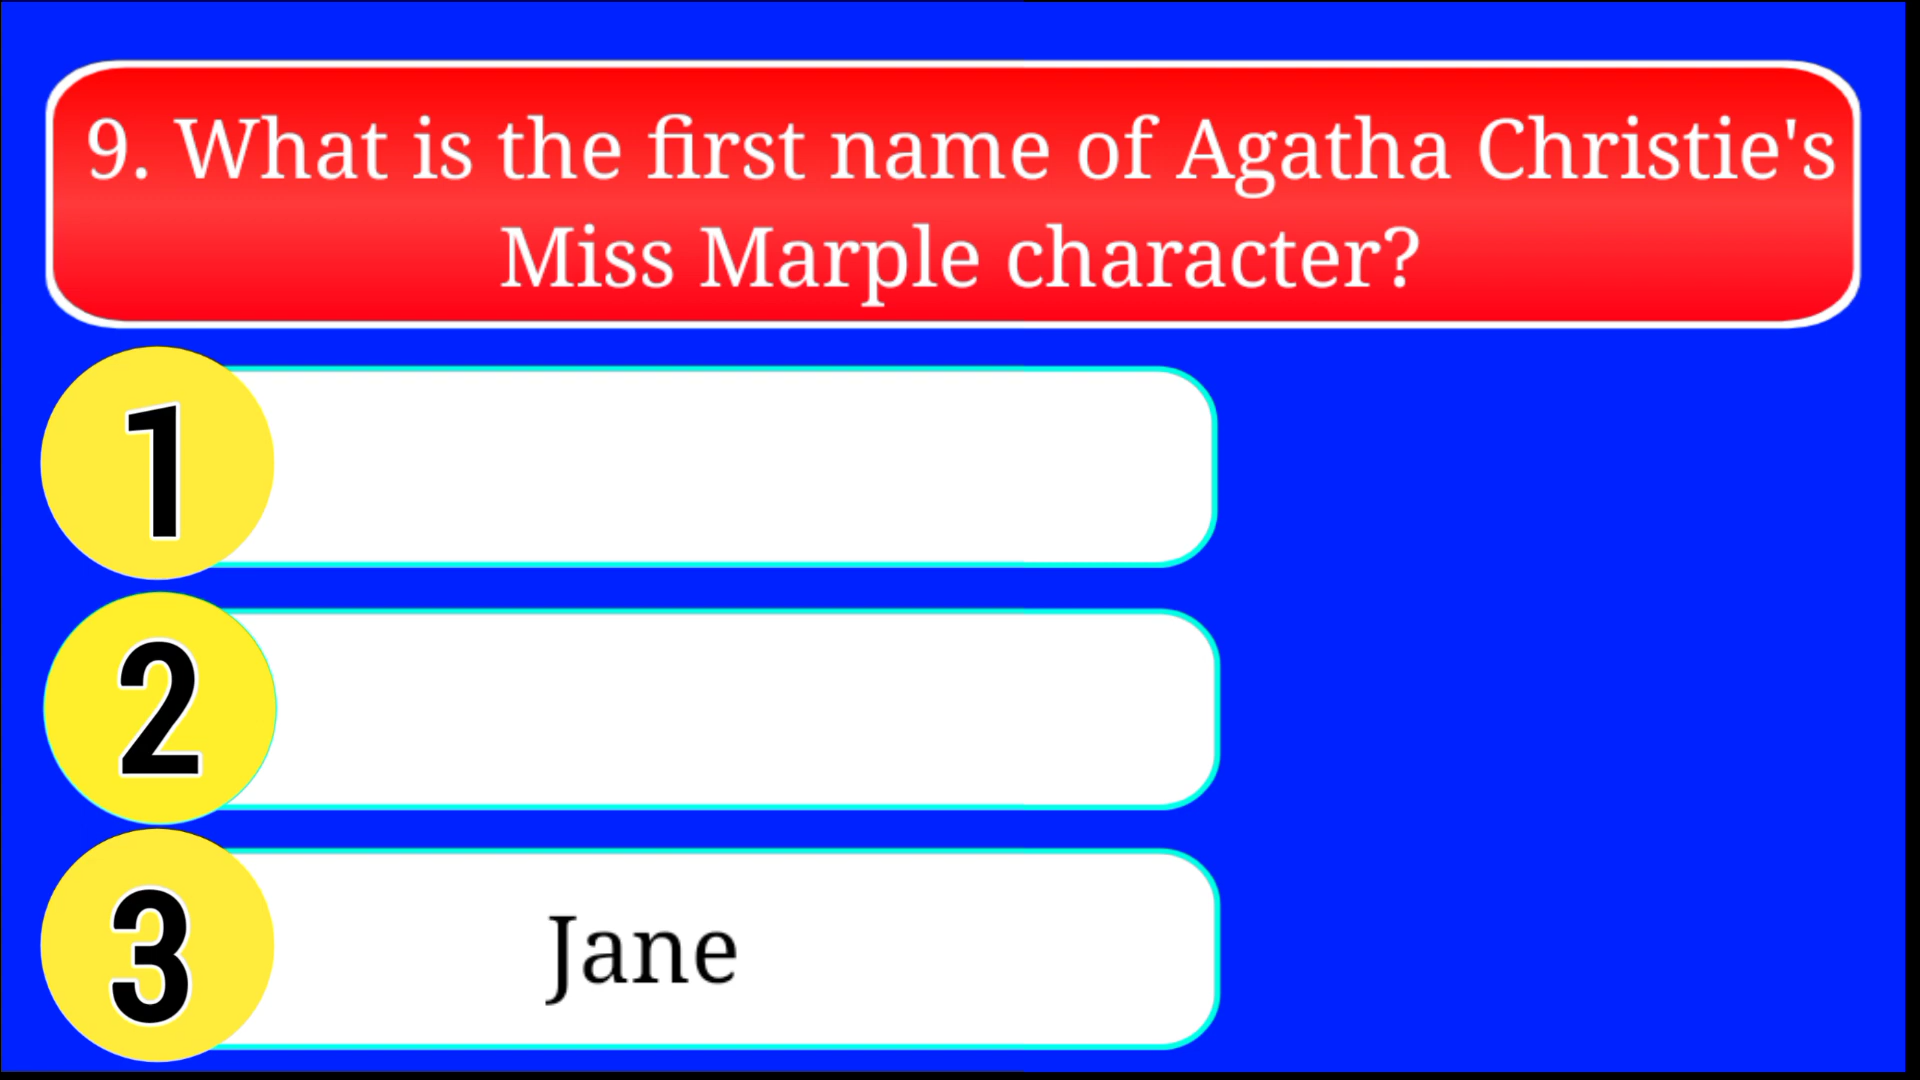 9. What is the first name of Agatha Christie's
Miss Marple character?
1
2
3
Jane